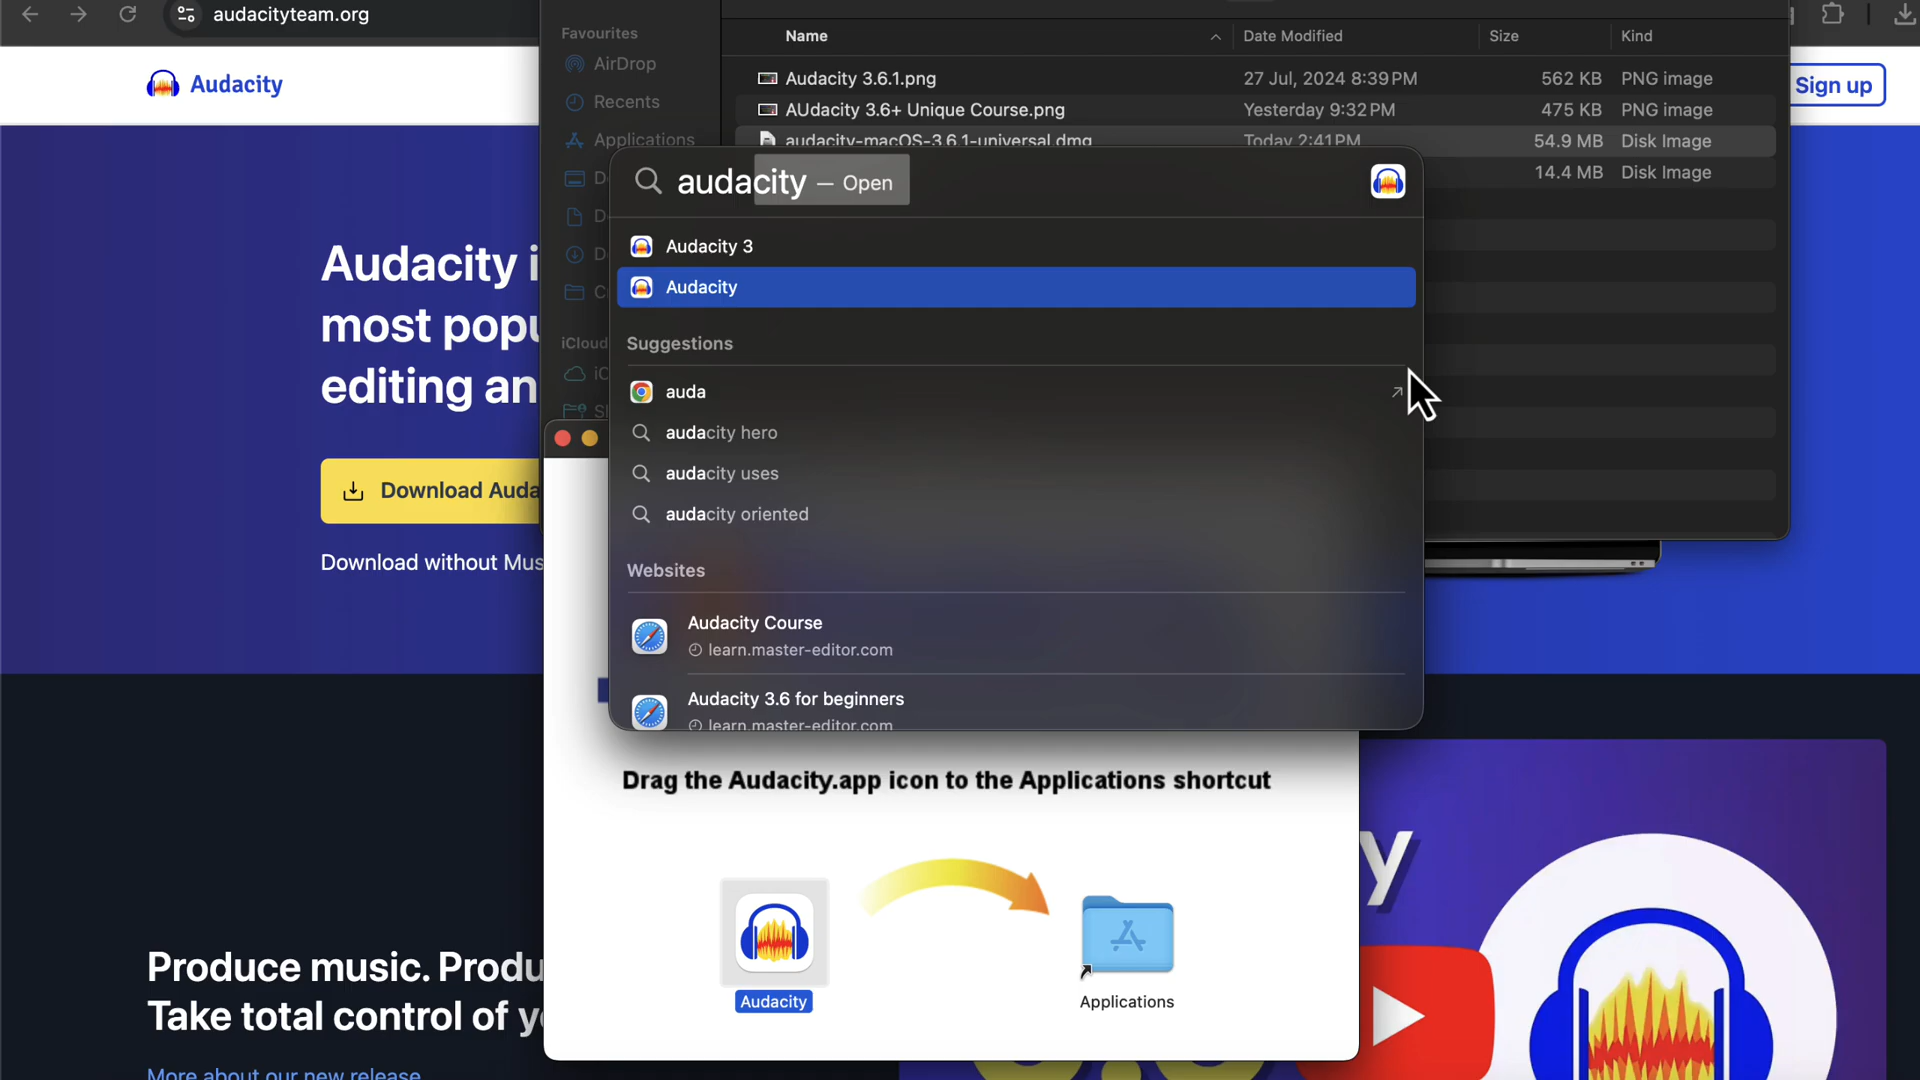 audacityteam.org
Audacity
Sign up
Audacity i
most popu
editing an
Download Auda
Download without Mus
Produce music. Produ
Take total control of yo
More about our new release
Favourites
AirDrop
Recents
Applications
iCloud
Name
Date Modified
Size
Kind
Audacity 3.6.1.png
27 Jul, 2024 8:39 PM
562 KB
PNG image
AUdacity 3.6+ Unique Course.png
Yesterday 9:32 PM
475 KB
PNG image
audacity-macOS-3.6.1-universal.dmg
Today 2:41 PM
54.9 MB
Disk Image
14.4 MB
Disk Image
audacity – Open
Audacity 3
Audacity
Suggestions
auda
audacity hero
audacity uses
audacity oriented
Websites
Audacity Course
learn.master-editor.com
Audacity 3.6 for beginners
learn.master-editor.com
Drag the Audacity.app icon to the Applications shortcut
Audacity
Applications
y